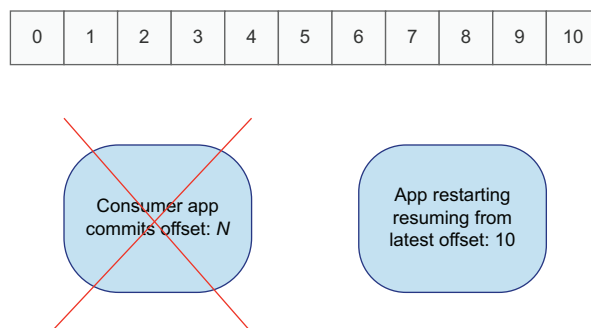 0 1 2 3 4 5 6 7 8 9 10
Consumer app
commits offset: N
App restarting
resuming from
latest offset: 10